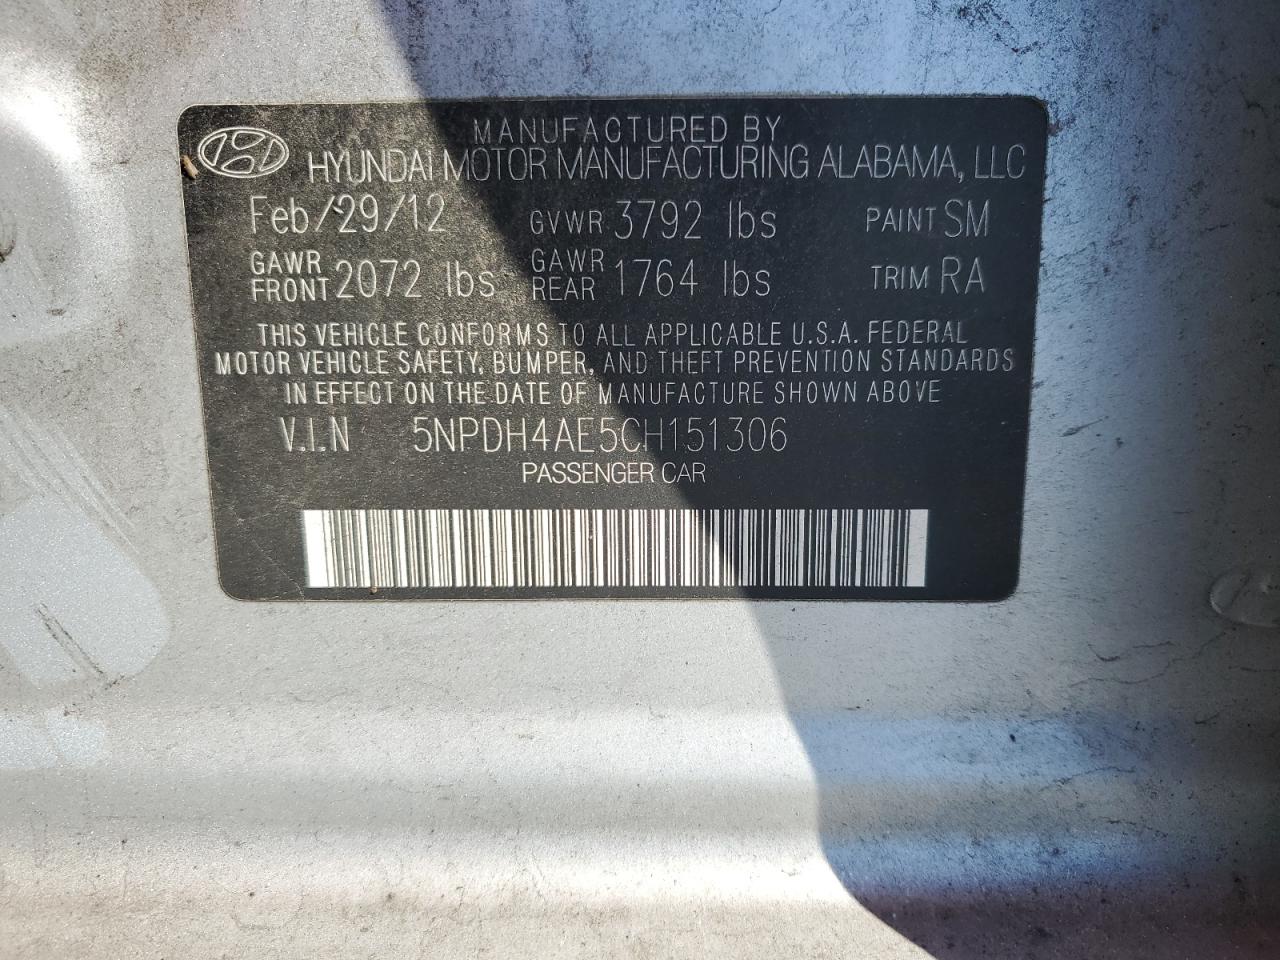 MANUFACTURED BY
HYUNDAI MOTOR MANUFACTURING ALABAMA, LLC
Feb/29/12 GVWR 3792 lbs PAINT SM
GAWR FRONT 2072 lbs GAWR REAR 1764 lbs TRIM RA
THIS VEHICLE CONFORMS TO ALL APPLICABLE U.S.A. FEDERAL
MOTOR VEHICLE SAFETY, BUMPER, AND THEFT PREVENTION STANDARDS
IN EFFECT ON THE DATE OF MANUFACTURE SHOWN ABOVE
V.I.N 5NPDH4AE5CH151306
PASSENGER CAR